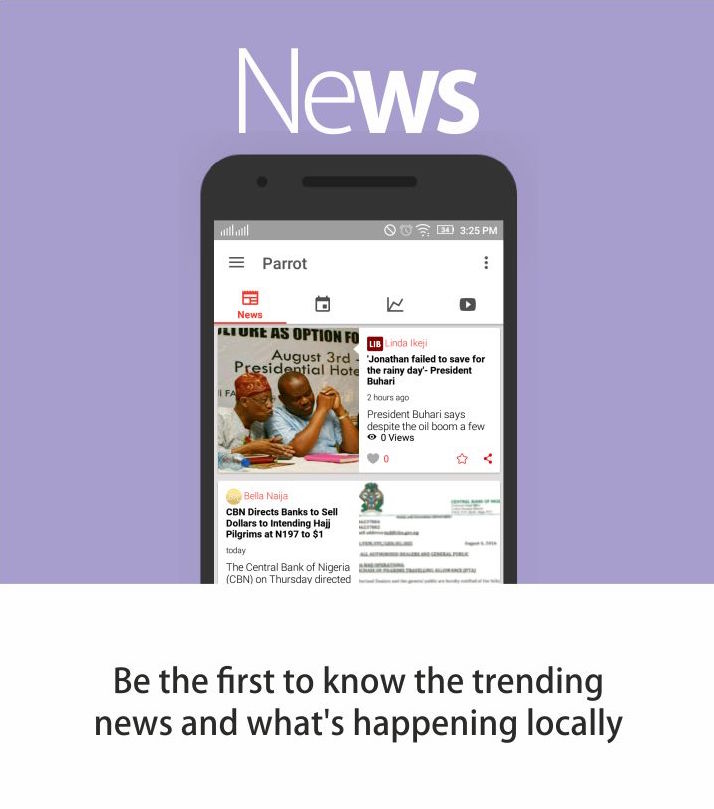 News
34 3:25 PM
Parrot
News
ULTURE AS OPTION FO
August 3rd -
Presidential Hote
LIB Linda Ikeji
'Jonathan failed to save for
the rainy day'- President
Buhari
2 hours ago
President Buhari says
despite the oil boom a few
0 Views
0
Bella Naija
CBN Directs Banks to Sell
Dollars to Intending Hajj
Pilgrims at N197 to $1
today
The Central Bank of Nigeria
(CBN) on Thursday directed
CENTRAL BANK OF
August 6, 2016
ALL AUTHORISED DEALERS AND GENERAL PUBLIC
Be the first to know the trending
news and what's happening locally